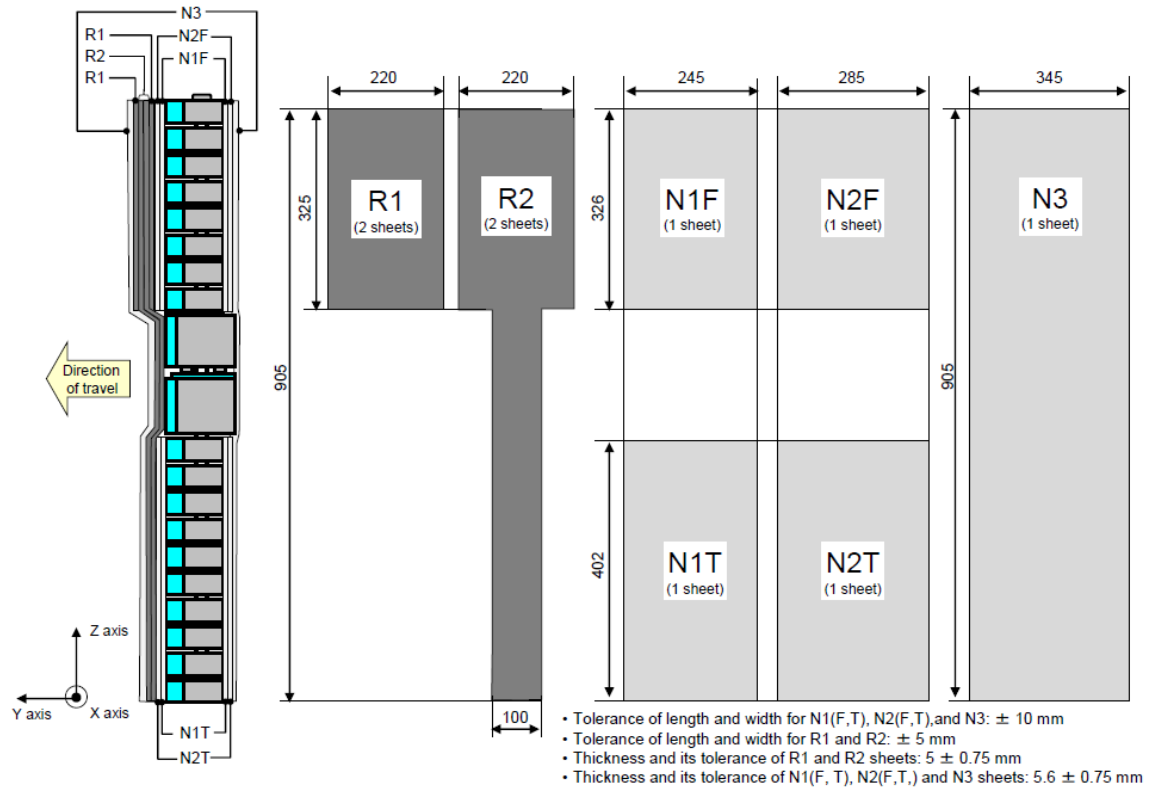 N3
R1
N2F
R2
N1F
R1
220
220
245
285
345
R1
(2 sheets)
R2
(2 sheets)
N1F
(1 sheet)
N2F
(1 sheet)
N3
(1 sheet)
325
326
905
905
Direction
of travel
402
N1T
(1 sheet)
N2T
(1 sheet)
Z axis
Y axis
X axis
N1T
N2T
100
• Tolerance of length and width for N1(F,T), N2(F,T),and N3: ± 10 mm
• Tolerance of length and width for R1 and R2: ± 5 mm
• Thickness and its tolerance of R1 and R2 sheets: 5 ± 0.75 mm
• Thickness and its tolerance of N1(F, T), N2(F,T,) and N3 sheets: 5.6 ± 0.75 mm